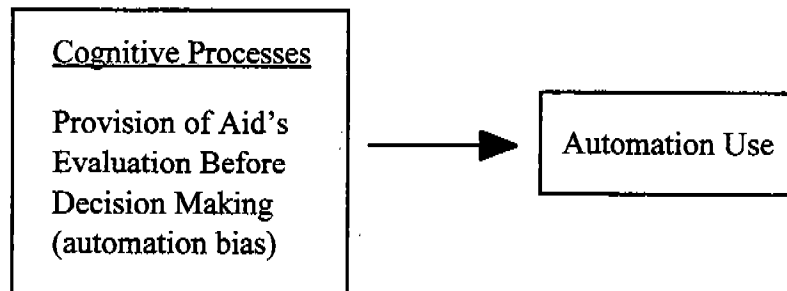 Cognitive Processes
Provision of Aid's
Evaluation Before
Decision Making
(automation bias)
Automation Use